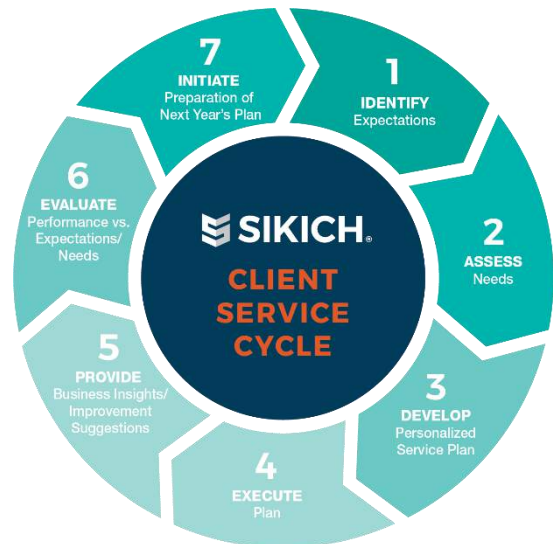 7
INITIATE
Preparation of
Next Year's Plan
1
IDENTIFY
Expectations
6
EVALUATE
Performance vs.
Expectations/
Needs
SIKICH®
CLIENT
SERVICE
CYCLE
2
ASSESS
Needs
5
PROVIDE
Business Insights/
Improvement
Suggestions
3
DEVELOP
Personalized
Service Plan
4
EXECUTE
Plan